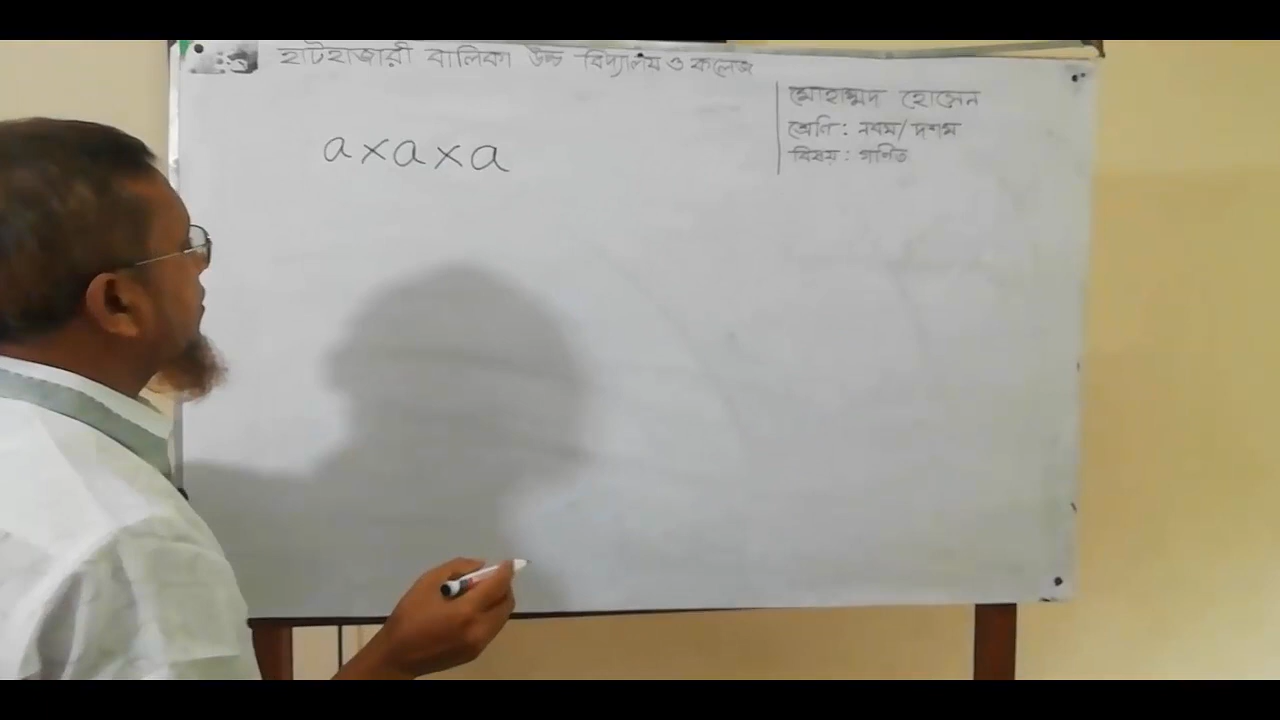 হাটহাজারী বালিকা উচ্চ বিদ্যালয় ও কলেজ
মোহাম্মদ হোসেন
শ্রেণি : নবম/দশম
বিষয় : গণিত
a×a×a